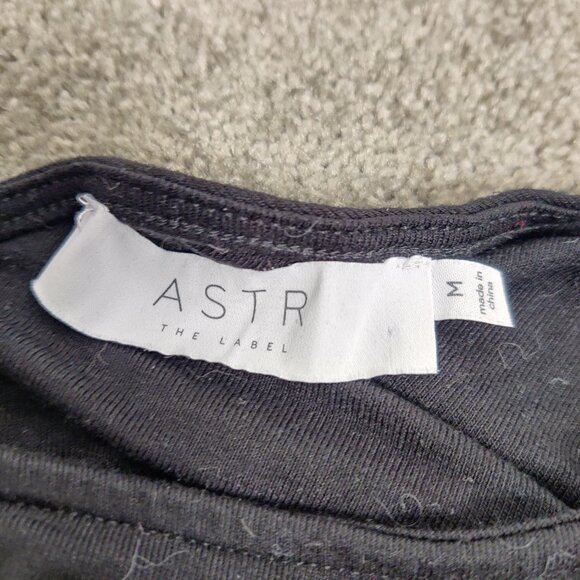 ASTR
THE LABEL
M
made in
china